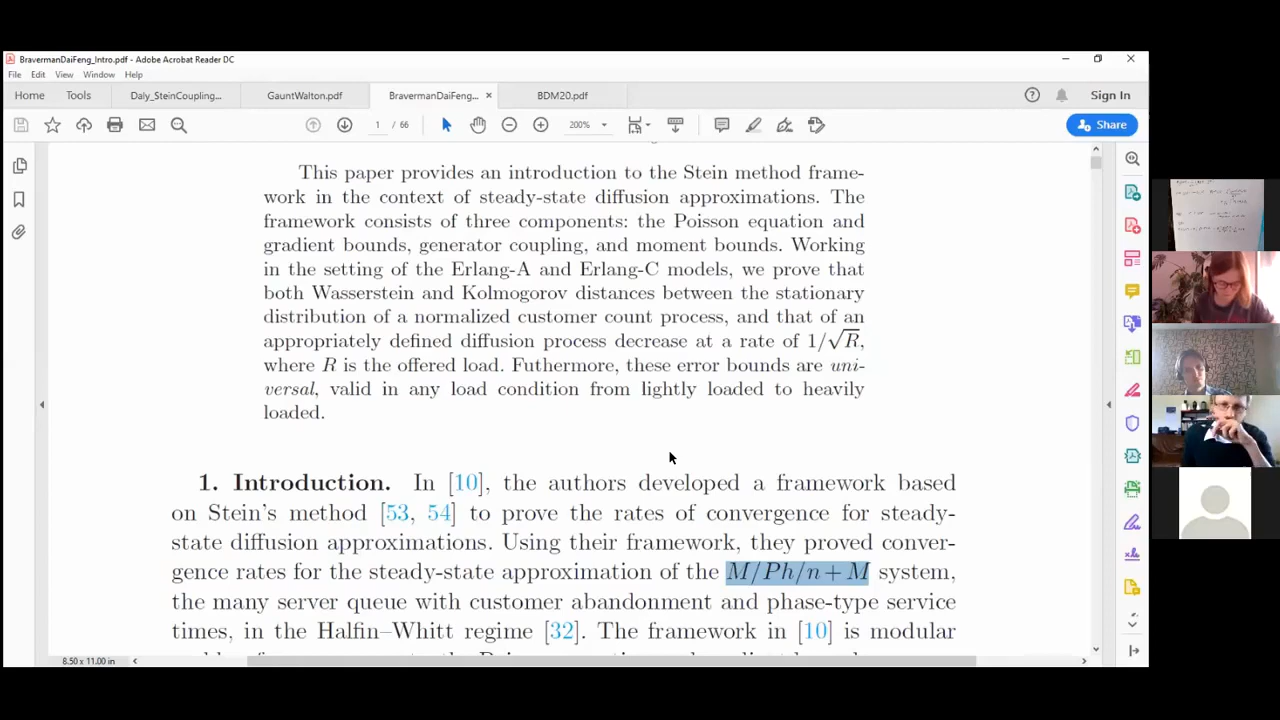 BravermanDaiFeng_Intro.pdf - Adobe Acrobat Reader DC
File Edit View Window Help
Home Tools Daly_SteinCoupling... GauntWalton.pdf BravermanDaiFeng... × BDM20.pdf Sign In
1 / 66 200% Share
This paper provides an introduction to the Stein method frame-
work in the context of steady-state diffusion approximations. The
framework consists of three components: the Poisson equation and
gradient bounds, generator coupling, and moment bounds. Working
in the setting of the Erlang-A and Erlang-C models, we prove that
both Wasserstein and Kolmogorov distances between the stationary
distribution of a normalized customer count process, and that of an
appropriately defined diffusion process decrease at a rate of 1/√R,
where R is the offered load. Futhermore, these error bounds are uni-
versal, valid in any load condition from lightly loaded to heavily
loaded.
1. Introduction. In [10], the authors developed a framework based
on Stein's method [53, 54] to prove the rates of convergence for steady-
state diffusion approximations. Using their framework, they proved conver-
gence rates for the steady-state approximation of the M/Ph/n + M system,
the many server queue with customer abandonment and phase-type service
times, in the Halfin–Whitt regime [32]. The framework in [10] is modular
8.50 x 11.00 in